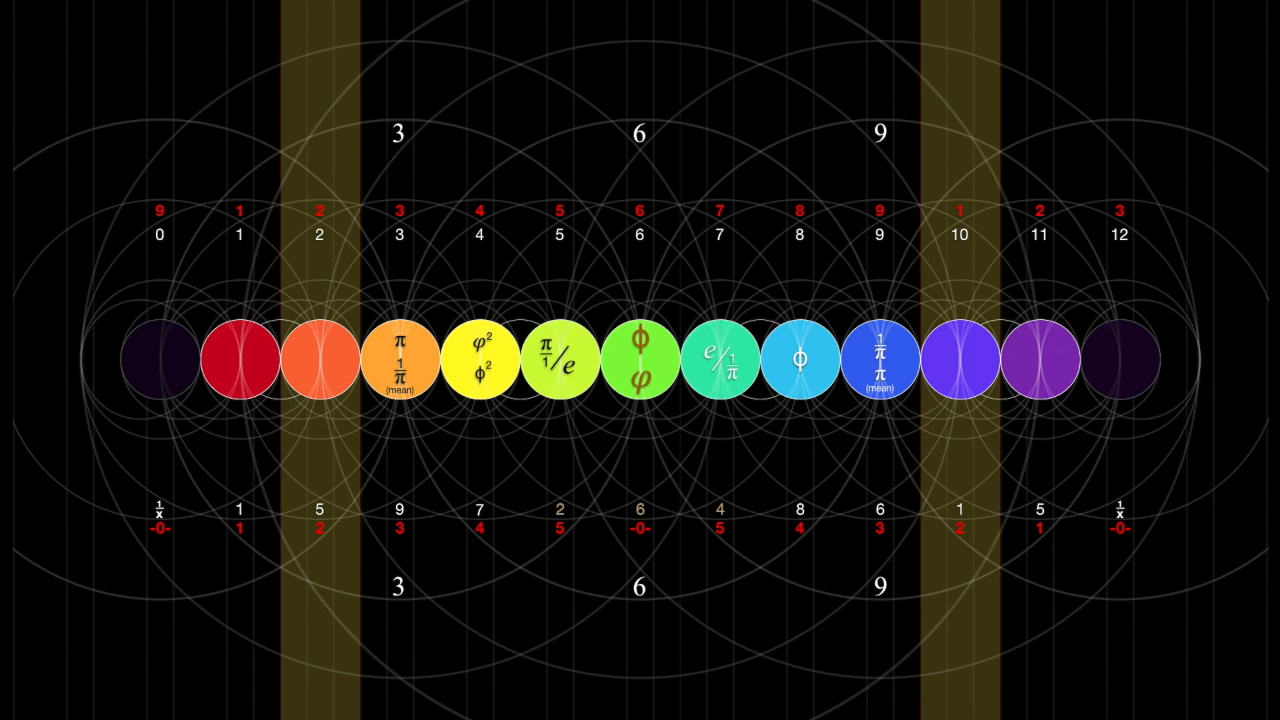 3 6 9
9 1 2 3 4 5 6 7 8 9 1 2 3
0 1 2 3 4 5 6 7 8 9 10 11 12
π 1/π (mean)
φ² ϕ²
π/1/e
ϕ φ
e/1/π
ϕ
1/π π (mean)
1/x 1 5 9 7 2 6 4 8 6 1 5 1/x
-0- 1 2 3 4 5 -0- 5 4 3 2 1 -0-
3 6 9